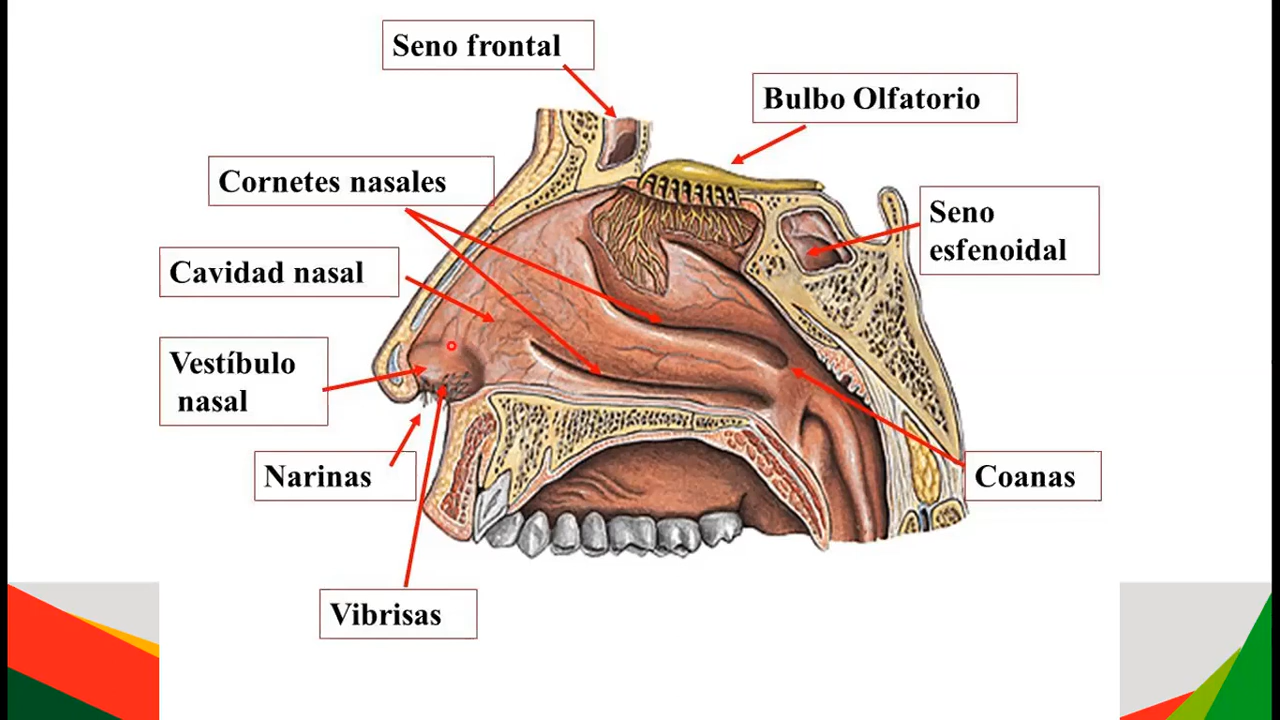 Seno frontal
Bulbo Olfatorio
Cornetes nasales
Seno
esfenoidal
Cavidad nasal
Vestíbulo
nasal
Narinas
Coanas
Vibrisas